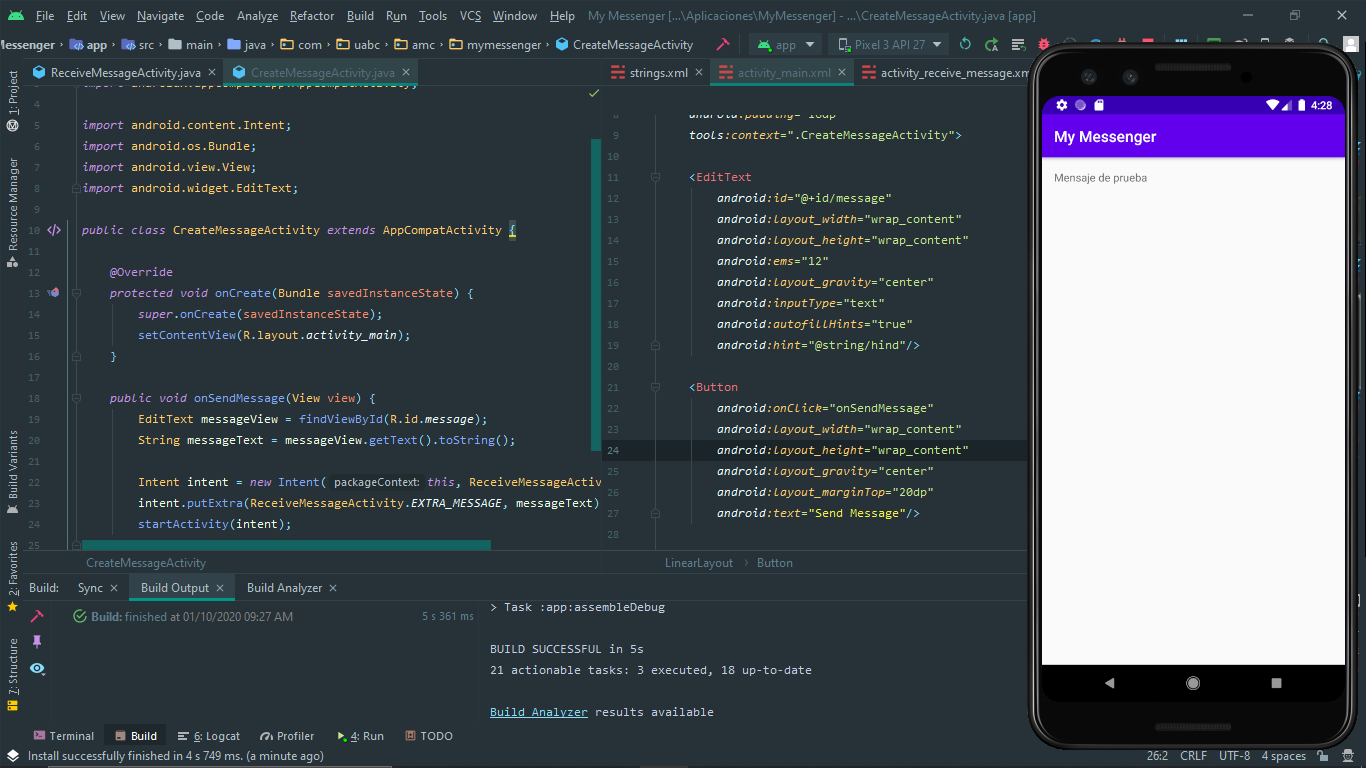 File Edit View Navigate Code Analyze Refactor Build Run Tools VCS Window Help My Messenger [...\Aplicaciones\MyMessenger] - ...\CreateMessageActivity.java [app]
Messenger app src main java com uabc amc mymessenger CreateMessageActivity app Pixel 3 API 27
ReceiveMessageActivity.java CreateMessageActivity.java strings.xml activity_main.xml activity_receive_message.xm
1: Project
Resource Manager
Build Variants
2: Favorites
7: Structure
4
5 import android.content.Intent;
6 import android.os.Bundle;
7 import android.view.View;
8 import android.widget.EditText;
9
10 public class CreateMessageActivity extends AppCompatActivity {
11
12 @Override
13 protected void onCreate(Bundle savedInstanceState) {
14 super.onCreate(savedInstanceState);
15 setContentView(R.layout.activity_main);
16 }
17
18 public void onSendMessage(View view) {
19 EditText messageView = findViewById(R.id.message);
20 String messageText = messageView.getText().toString();
21
22 Intent intent = new Intent( packageContext: this, ReceiveMessageActiv
23 intent.putExtra(ReceiveMessageActivity.EXTRA_MESSAGE, messageText)
24 startActivity(intent);
25
CreateMessageActivity
9 tools:context=".CreateMessageActivity">
10
11 <EditText
12 android:id="@+id/message"
13 android:layout_width="wrap_content"
14 android:layout_height="wrap_content"
15 android:ems="12"
16 android:layout_gravity="center"
17 android:inputType="text"
18 android:autofillHints="true"
19 android:hint="@string/hind"/>
20
21 <Button
22 android:onClick="onSendMessage"
23 android:layout_width="wrap_content"
24 android:layout_height="wrap_content"
25 android:layout_gravity="center"
26 android:layout_marginTop="20dp"
27 android:text="Send Message"/>
28
LinearLayout Button
4:28
My Messenger
Mensaje de prueba
Build: Sync Build Output Build Analyzer
Build: finished at 01/10/2020 09:27 AM 5 s 361 ms
> Task :app:assembleDebug
BUILD SUCCESSFUL in 5s
21 actionable tasks: 3 executed, 18 up-to-date
Build Analyzer results available
Terminal Build 6: Logcat Profiler 4: Run TODO
Install successfully finished in 4 s 749 ms. (a minute ago) 26:2 CRLF UTF-8 4 spaces